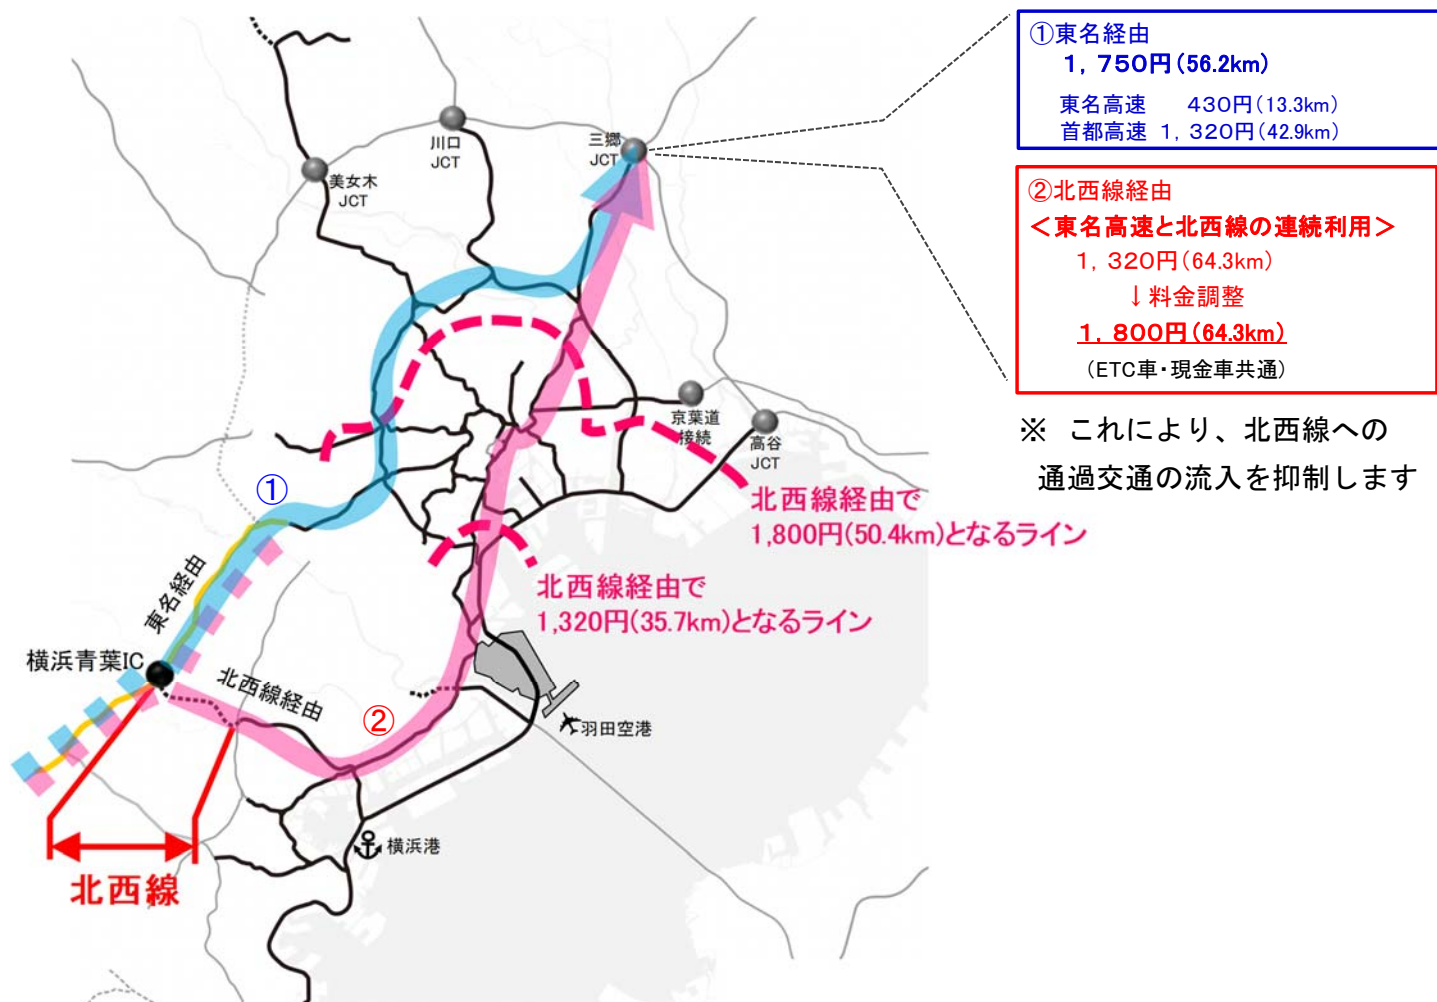 ①東名経由
1,750円(56.2km)
東名高速 430円(13.3km)
首都高速 1,320円(42.9km)
②北西線経由
<東名高速と北西線の連続利用>
1,320円(64.3km)
↓料金調整
1,800円(64.3km)
(ETC車・現金車共通)
※ これにより、北西線への
通過交通の流入を抑制します
川口
JCT
三郷
JCT
美女木
JCT
京葉道
接続
高谷
JCT
①
北西線経由で
1,800円(50.4km)となるライン
北西線経由で
1,320円(35.7km)となるライン
東名経由
横浜青葉IC
北西線経由
②
羽田空港
横浜港
北西線